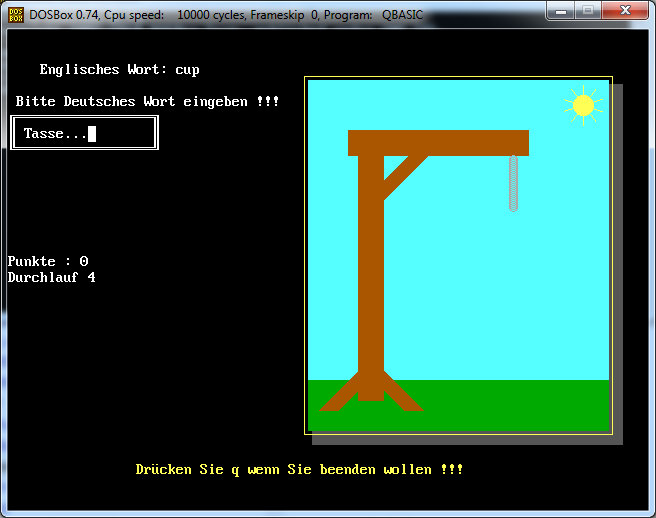 DOSBox 0.74, Cpu speed: 10000 cycles, Frameskip 0, Program: QBASIC
Englisches Wort: cup
Bitte Deutsches Wort eingeben !!!
Tasse...
Punkte : 0
Durchlauf 4
Drücken Sie q wenn Sie beenden wollen !!!